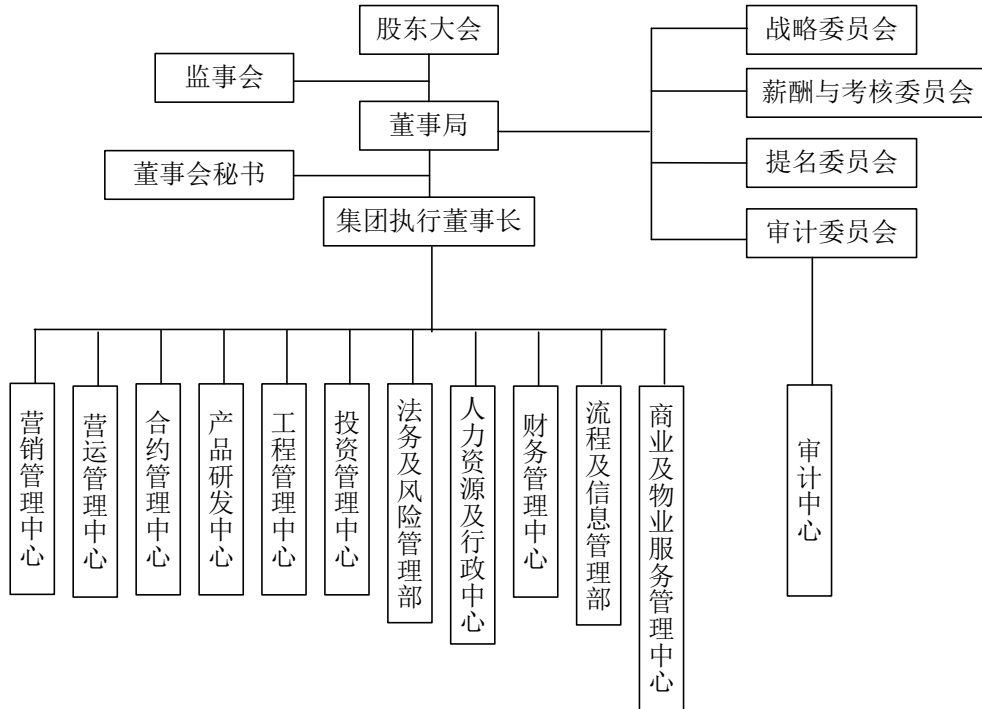 股东大会
战略委员会
监事会
薪酬与考核委员会
董事局
提名委员会
董事会秘书
集团执行董事长
审计委员会
营销管理中心
营运管理中心
合约管理中心
产品研发中心
工程管理中心
投资管理中心
法务及风险管理部
人力资源及行政中心
财务管理中心
流程及信息管理部
商业及物业服务管理中心
审计中心